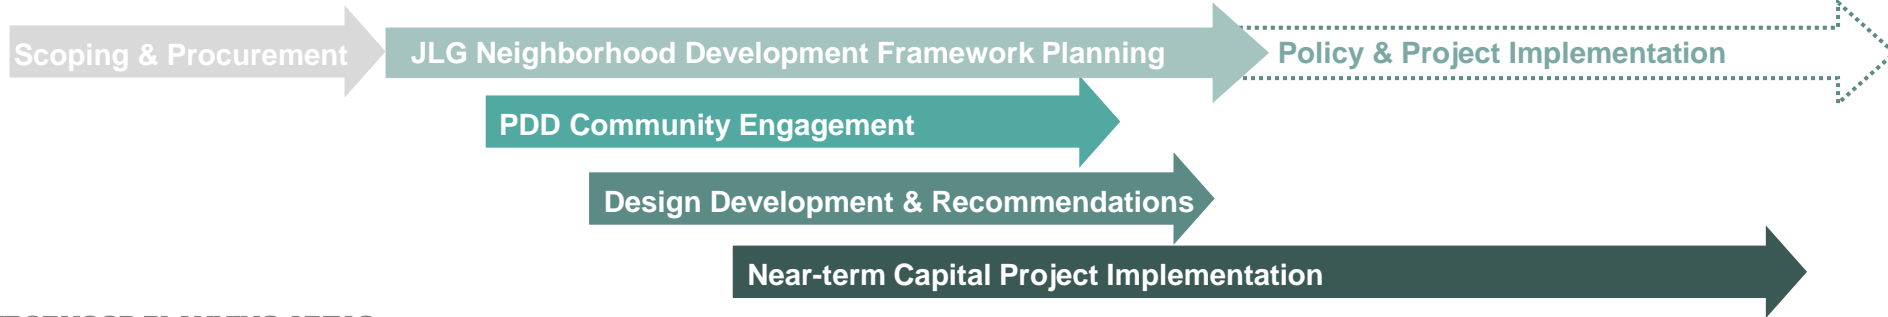 Scoping & Procurement
JLG Neighborhood Development Framework Planning
Policy & Project Implementation
PDD Community Engagement
Design Development & Recommendations
Near-term Capital Project Implementation